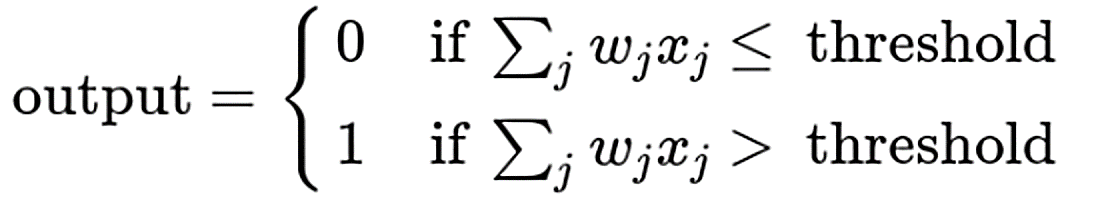 output = { 0 if ∑_j w_j x_j ≤ threshold
1 if ∑_j w_j x_j > threshold